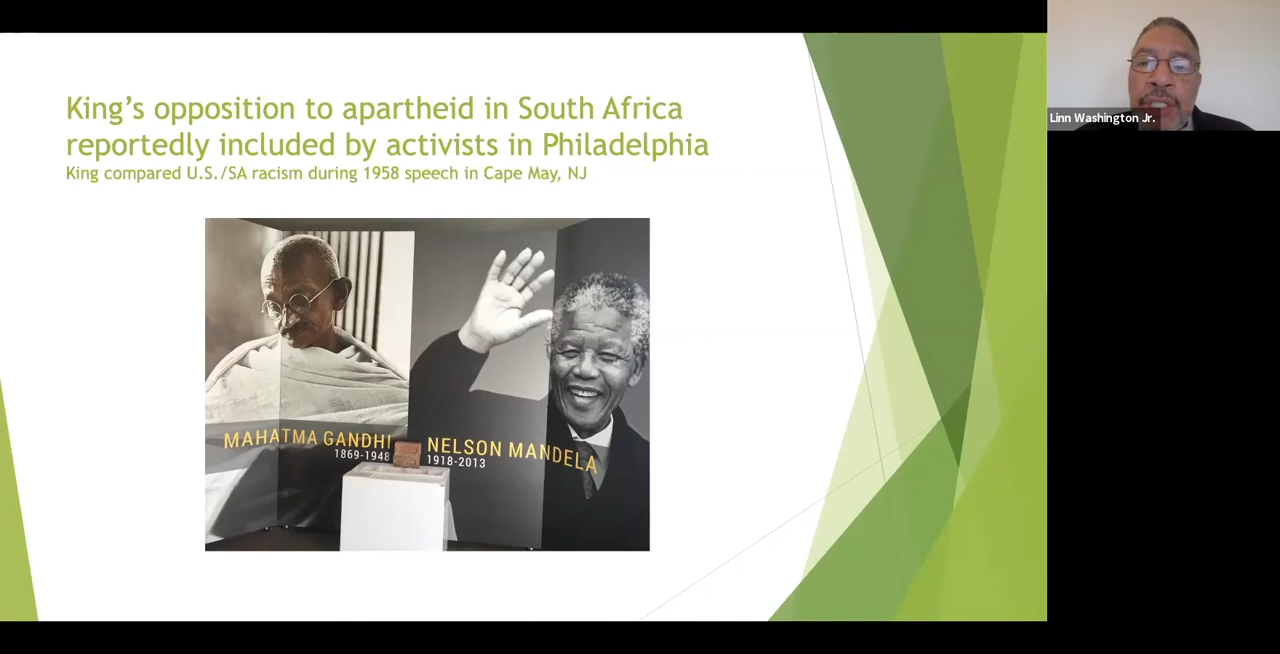 King's opposition to apartheid in South Africa
reportedly included by activists in Philadelphia
King compared U.S./SA racism during 1958 speech in Cape May, NJ
MAHATMA GANDHI
1869-1948
NELSON MANDELA
1918-2013
Linn Washington Jr.